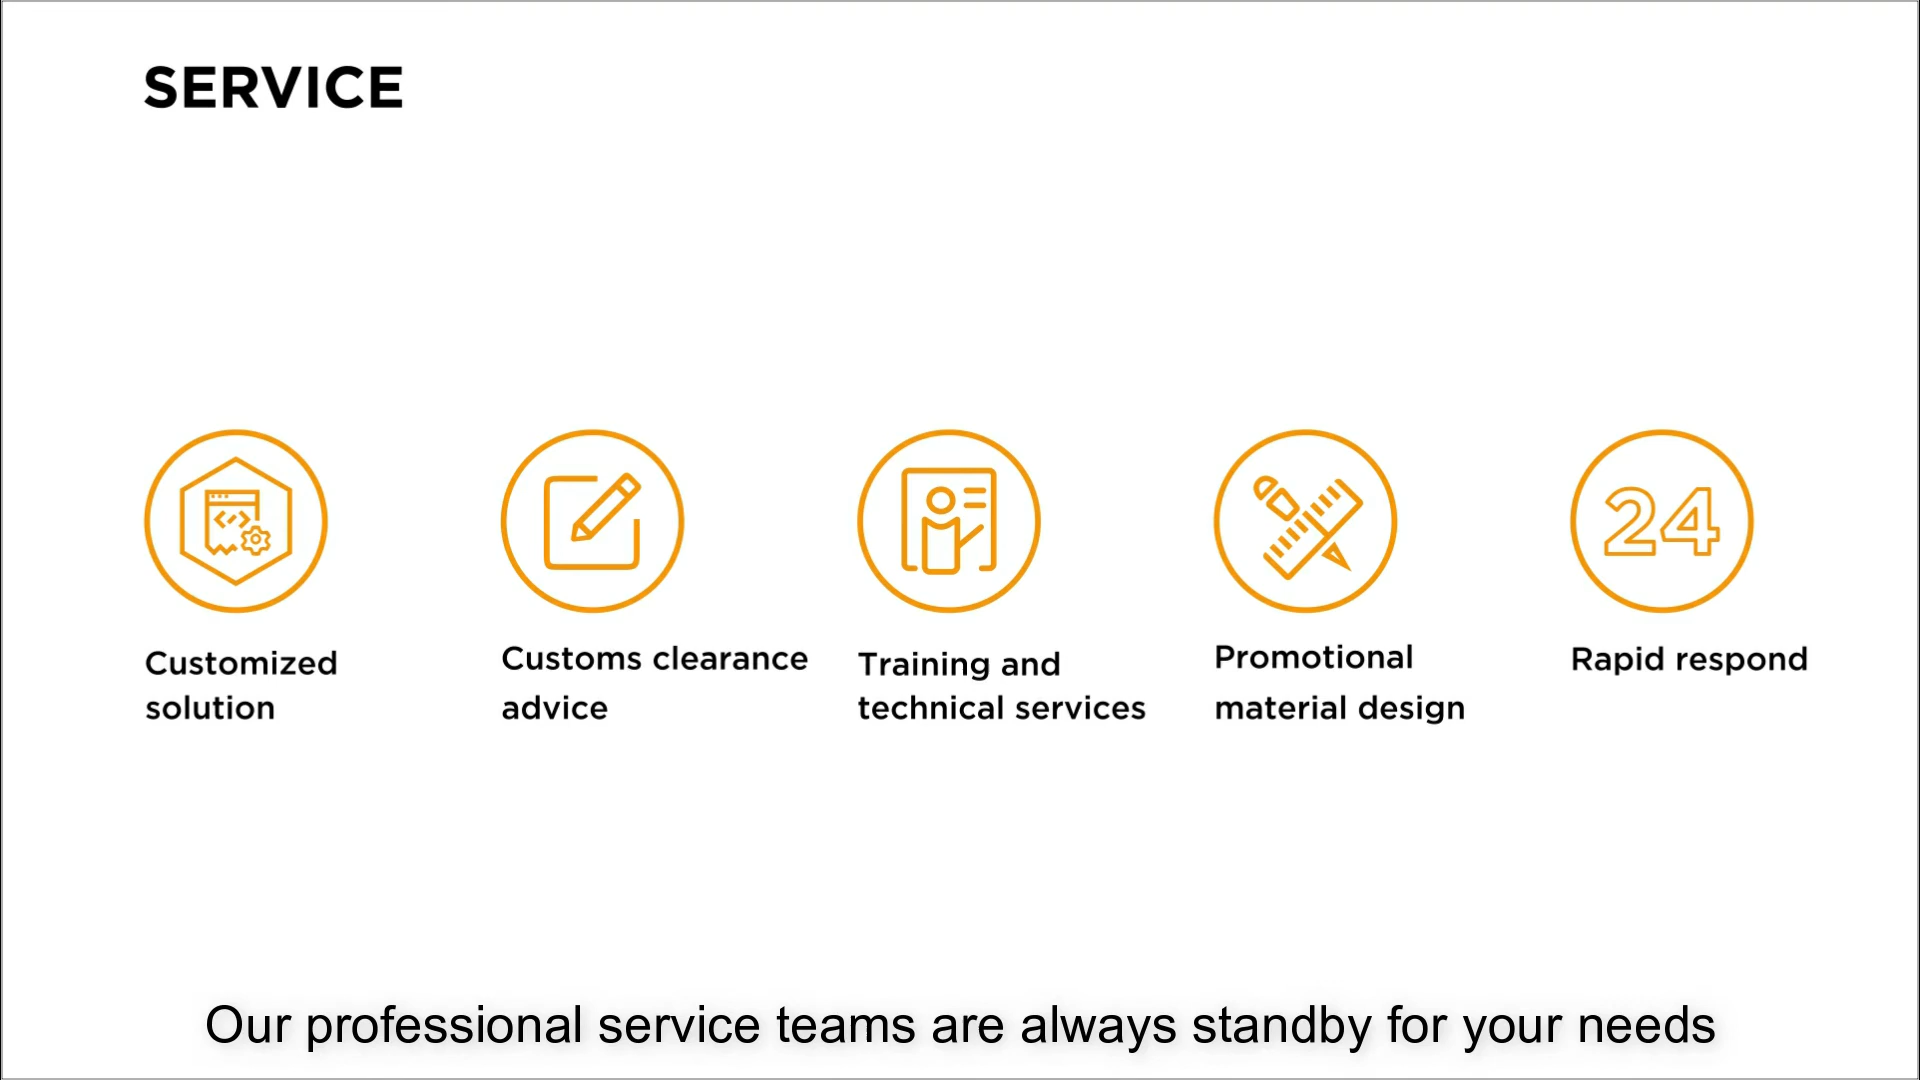 SERVICE
</>
24
Customized
solution
Customs clearance
advice
Training and
technical services
Promotional
material design
Rapid respond
Our professional service teams are always standby for your needs